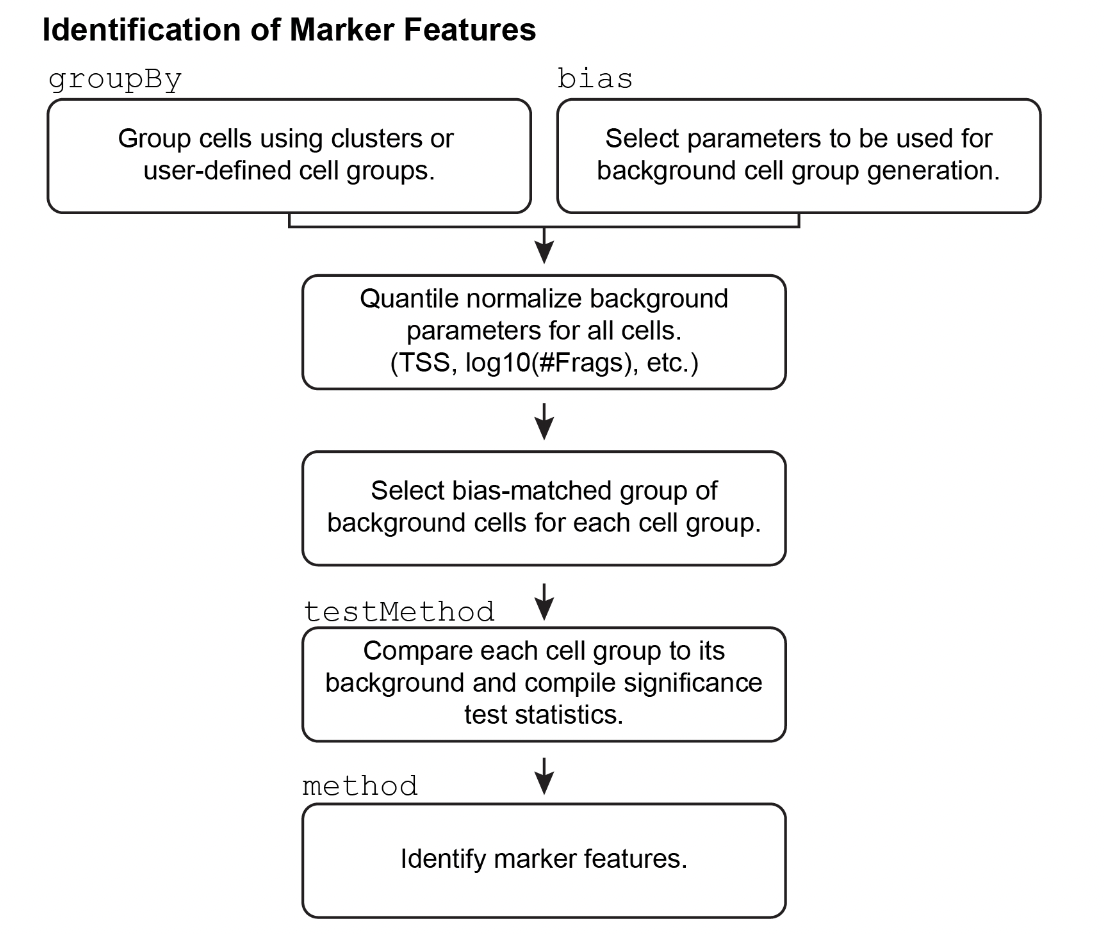 Identification of Marker Features
groupBy
bias
Group cells using clusters or
user-defined cell groups.
Select parameters to be used for
background cell group generation.
Quantile normalize background
parameters for all cells.
(TSS, log10(#Frags), etc.)
Select bias-matched group of
background cells for each cell group.
testMethod
Compare each cell group to its
background and compile significance
test statistics.
method
Identify marker features.